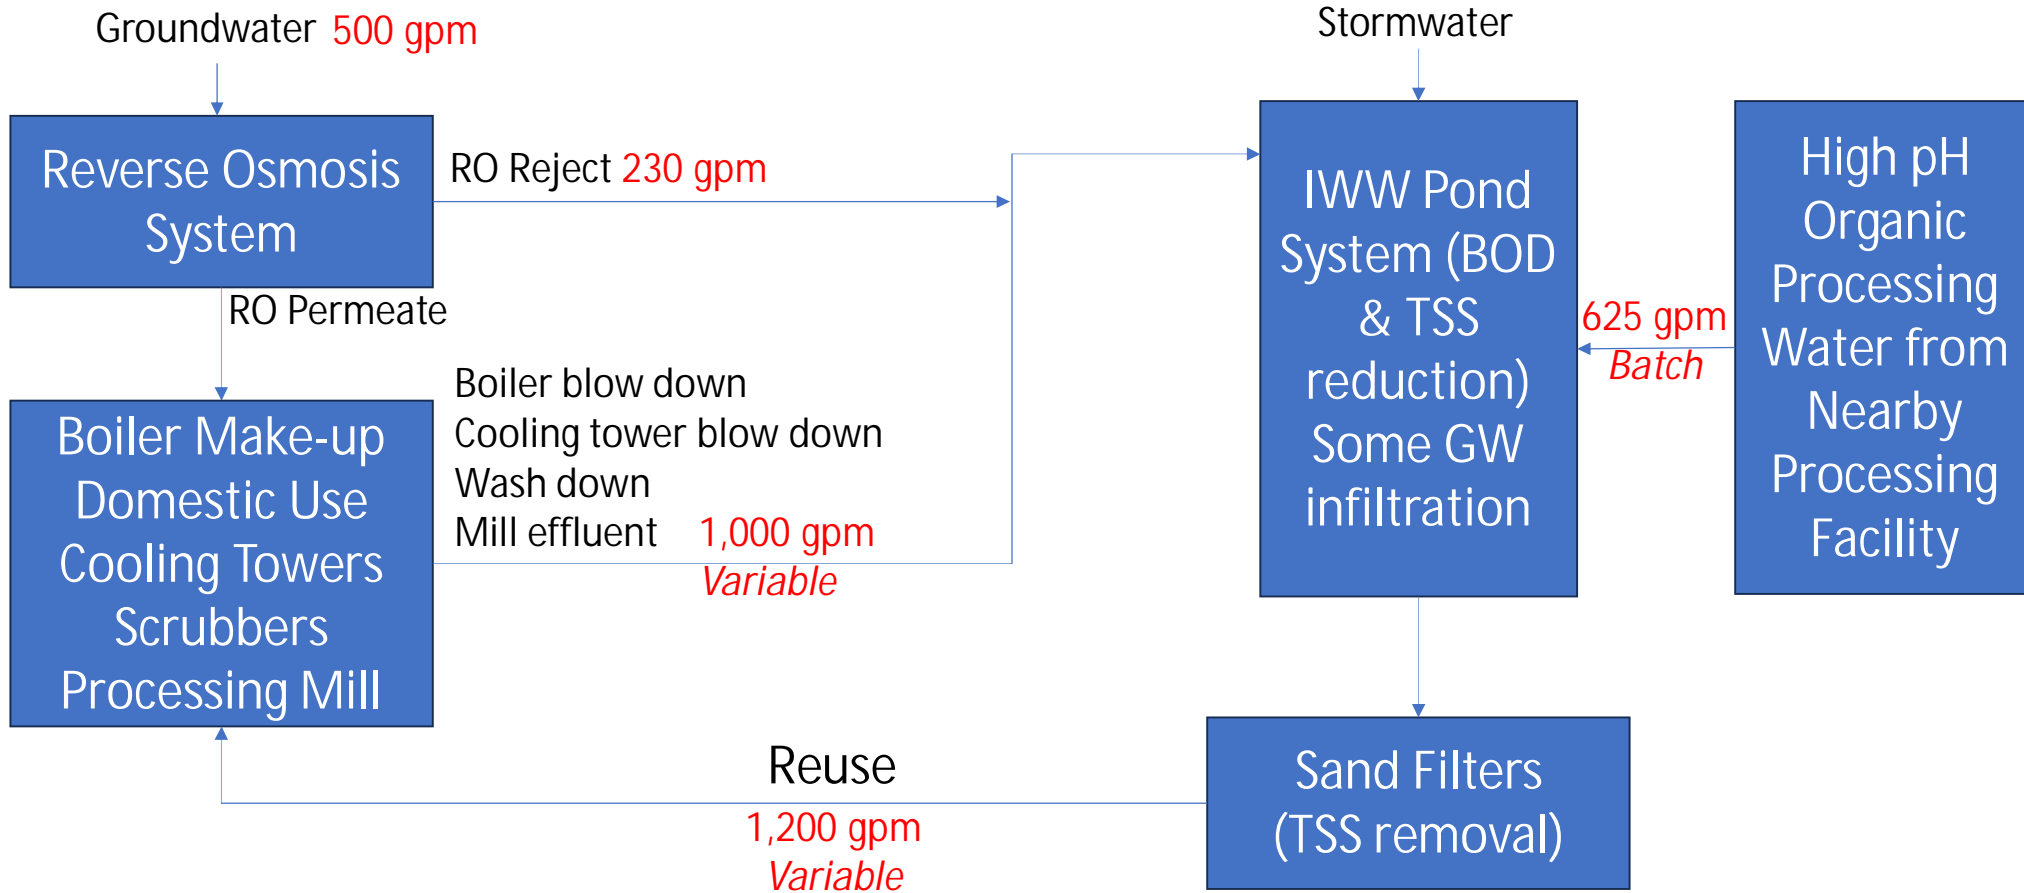 Groundwater 500 gpm
Stormwater
Reverse Osmosis
System
RO Reject 230 gpm
RO Permeate
Boiler Make-up
Domestic Use
Cooling Towers
Scrubbers
Processing Mill
Boiler blow down
Cooling tower blow down
Wash down
Mill effluent 1,000 gpm
Variable
IWW Pond
System (BOD
& TSS
reduction)
Some GW
infiltration
625 gpm
Batch
High pH
Organic
Processing
Water from
Nearby
Processing
Facility
Reuse
1,200 gpm
Variable
Sand Filters
(TSS removal)